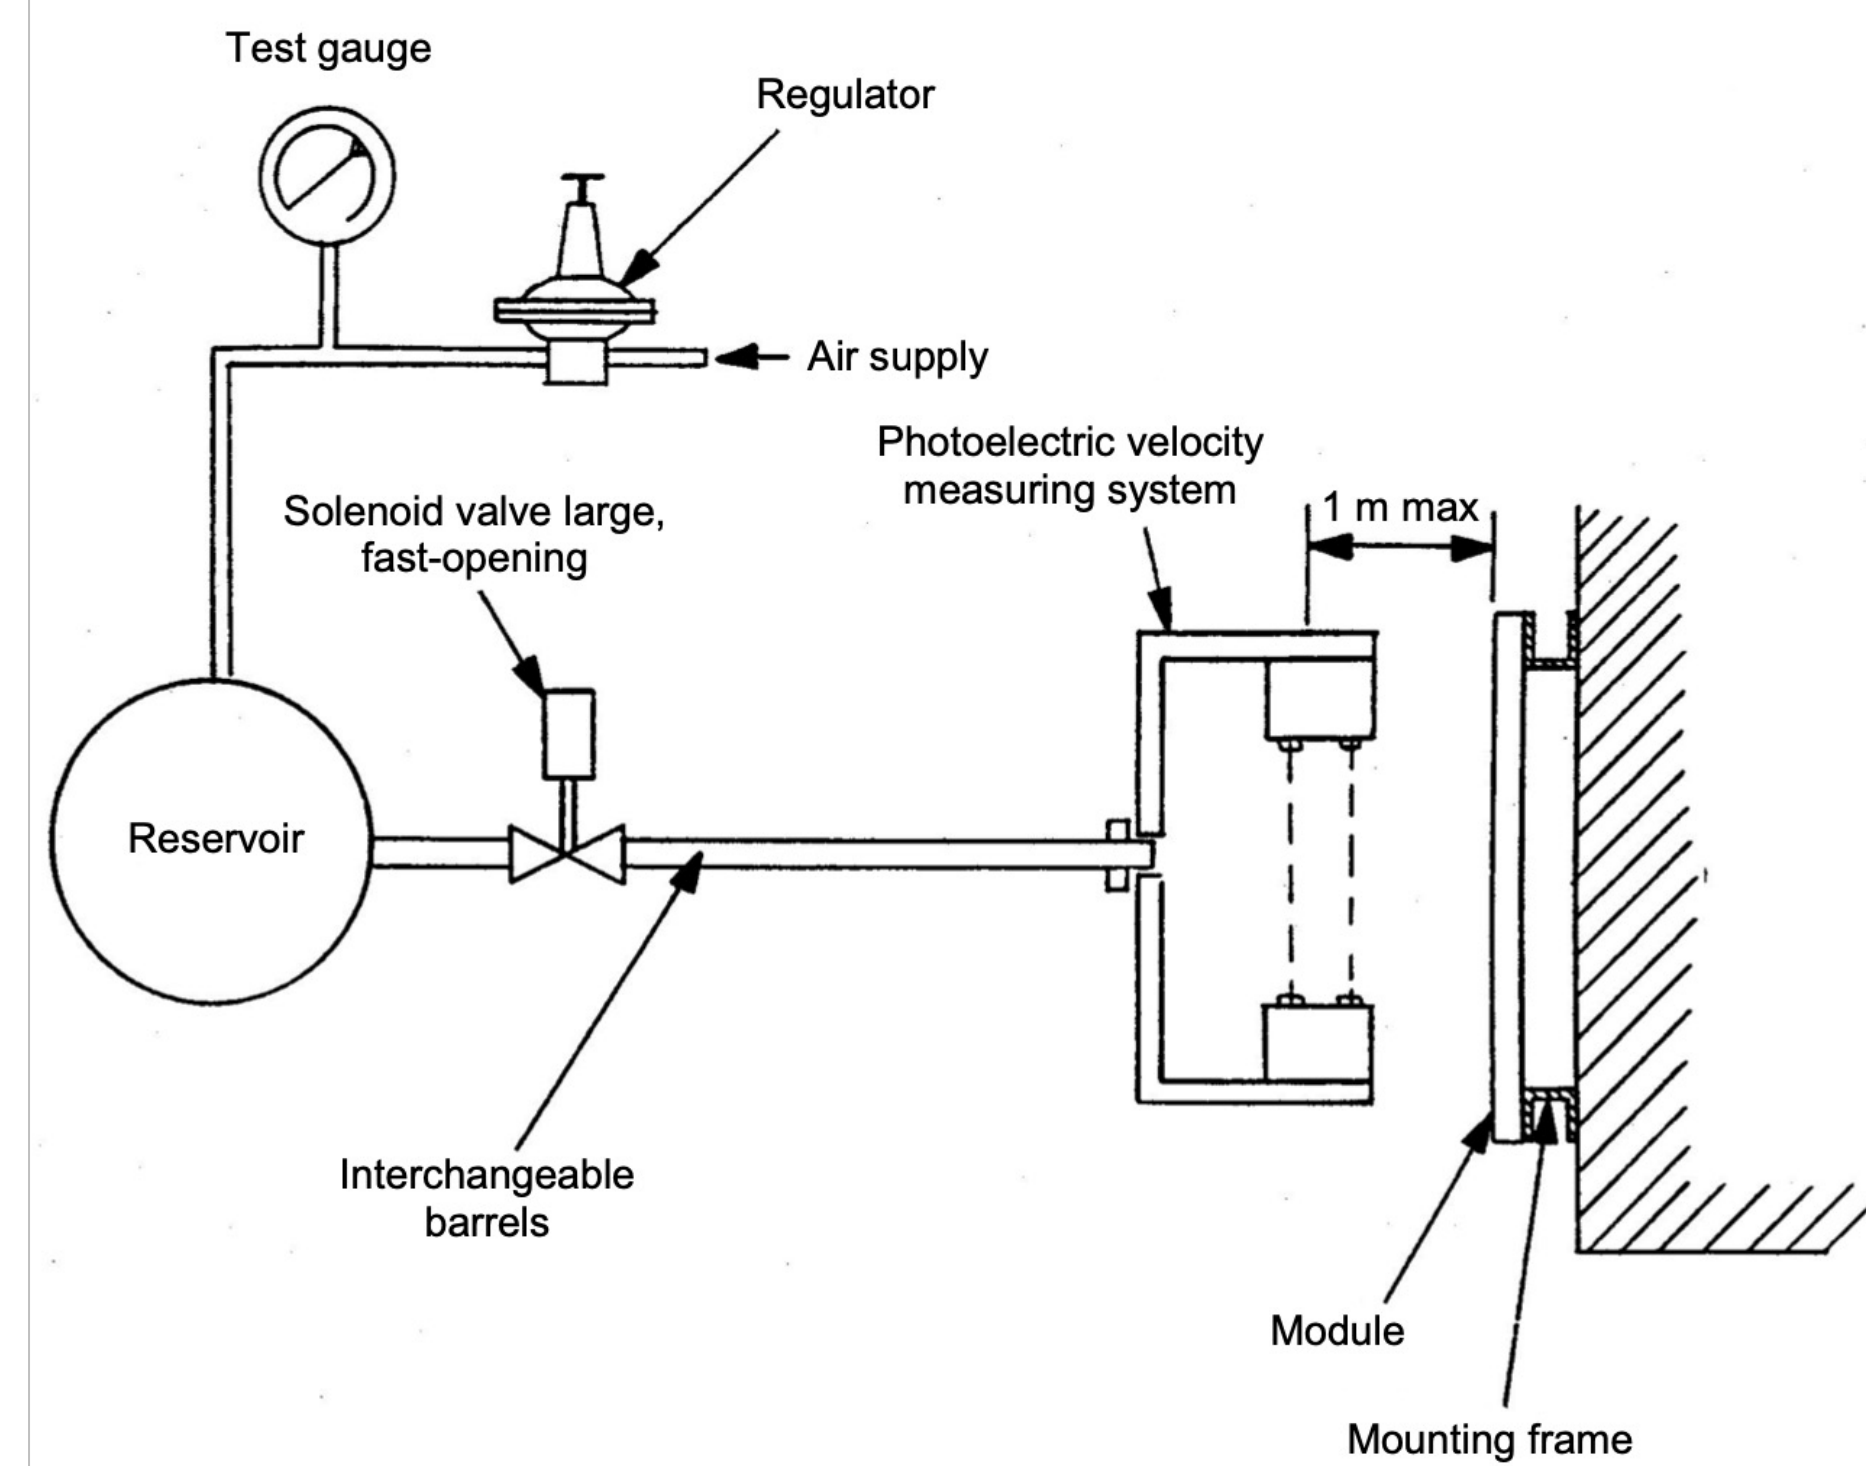 Test gauge
Regulator
Air supply
Photoelectric velocity
measuring system
1 m max
Solenoid valve large,
fast-opening
Reservoir
Interchangeable
barrels
Module
Mounting frame